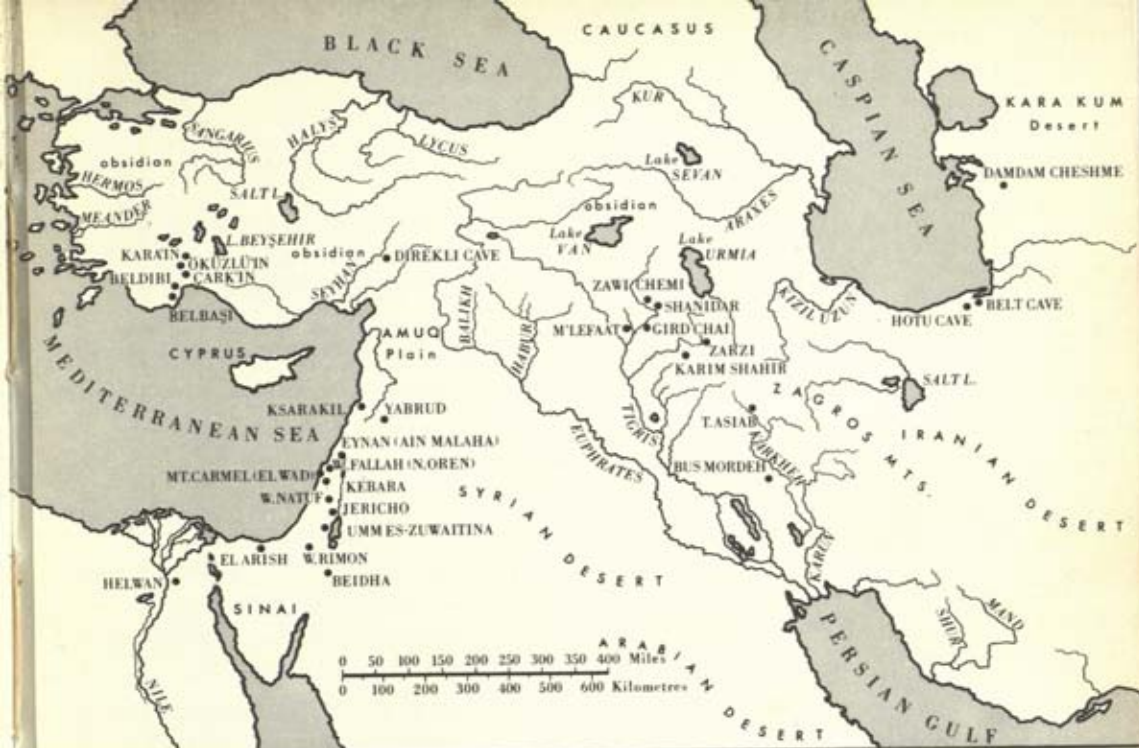 BLACK SEA
CAUCASUS
CASPIAN SEA
KARA KUM
Desert
DAMDAM CHESHME
KUR
SANGARIUS
HALYS
LYCUS
obsidian
HERMOS
MEANDER
SALT L.
Lake
SEVAN
ARAXES
obsidian
Lake
VAN
Lake
URMIA
L. BEYŞEHIR
KARA'IN
ÖKÜZLÜ'IN
ÇARK'IN
BELDIBI
BELBAŞI
obsidian
SEYHAN
DIREKLI CAVE
ZAWI CHEMI
SHANIDAR
M'LEFAAT
GIRD CHAI
ZARZI
KARIM SHAHIR
KIZIL UZUN
HOTU CAVE
BELT CAVE
AMUQ
Plain
BALIKH
HABUR
CYPRUS
MEDITERRANEAN SEA
KSARAKIL
YABRUD
EYNAN (AIN MALAHA)
W. FALLAH (N. OREN)
MT. CARMEL (EL WAD)
KEBARA
W. NATUF
JERICHO
UMM ES-ZUWAITINA
EL ARISH
W. RIMON
BEIDHA
HELWAN
SINAI
NILE
TIGRIS
EUPHRATES
T. ASIAB
KARKHEH
BUS MORDEH
KARUN
ZAGROS MTS.
SALT L.
IRANIAN DESERT
SYRIAN DESERT
SHUR
MAND
PERSIAN GULF
ARABIAN DESERT
0 50 100 150 200 250 300 350 400 Miles
0 100 200 300 400 500 600 Kilometres